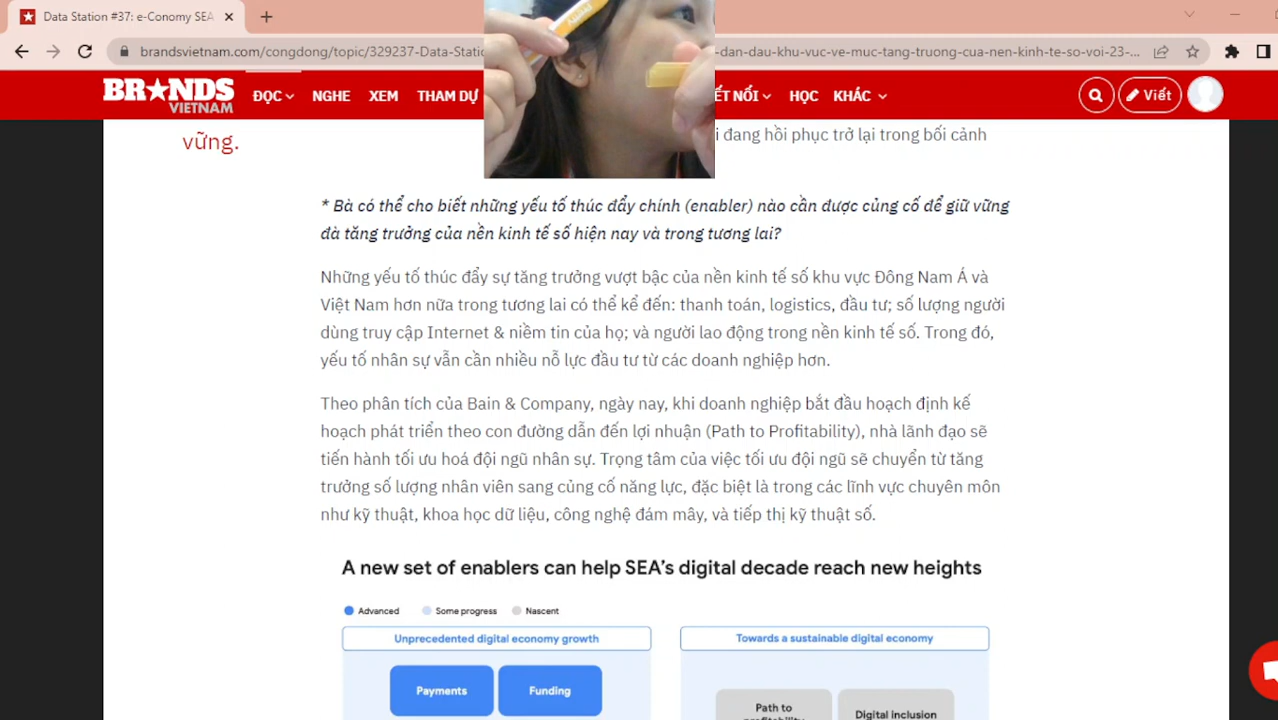 Data Station #37: e-Conomy SEA
brandsvietnam.com/congdong/topic/329237-Data-Static
-dan-dau-khu-vuc-ve-muc-tang-truong-cua-nen-kinh-te-so-voi-23-...
BRANDS
VIETNAM
ĐỌC
NGHE
XEM
THAM DỰ
ẾT NỐI
HỌC
KHÁC
Viết
vững.
i đang hồi phục trở lại trong bối cảnh
* Bà có thể cho biết những yếu tố thúc đẩy chính (enabler) nào cần được củng cố để giữ vững
đà tăng trưởng của nền kinh tế số hiện nay và trong tương lai?
Những yếu tố thúc đẩy sự tăng trưởng vượt bậc của nền kinh tế số khu vực Đông Nam Á và
Việt Nam hơn nữa trong tương lai có thể kể đến: thanh toán, logistics, đầu tư; số lượng người
dùng truy cập Internet & niềm tin của họ; và người lao động trong nền kinh tế số. Trong đó,
yếu tố nhân sự vẫn cần nhiều nỗ lực đầu tư từ các doanh nghiệp hơn.
Theo phân tích của Bain & Company, ngày nay, khi doanh nghiệp bắt đầu hoạch định kế
hoạch phát triển theo con đường dẫn đến lợi nhuận (Path to Profitability), nhà lãnh đạo sẽ
tiến hành tối ưu hoá đội ngũ nhân sự. Trọng tâm của việc tối ưu đội ngũ sẽ chuyển từ tăng
trưởng số lượng nhân viên sang củng cố năng lực, đặc biệt là trong các lĩnh vực chuyên môn
như kỹ thuật, khoa học dữ liệu, công nghệ đám mây, và tiếp thị kỹ thuật số.
A new set of enablers can help SEA's digital decade reach new heights
Advanced
Some progress
Nascent
Unprecedented digital economy growth
Towards a sustainable digital economy
Payments
Funding
Path to
profitability
Digital inclusion